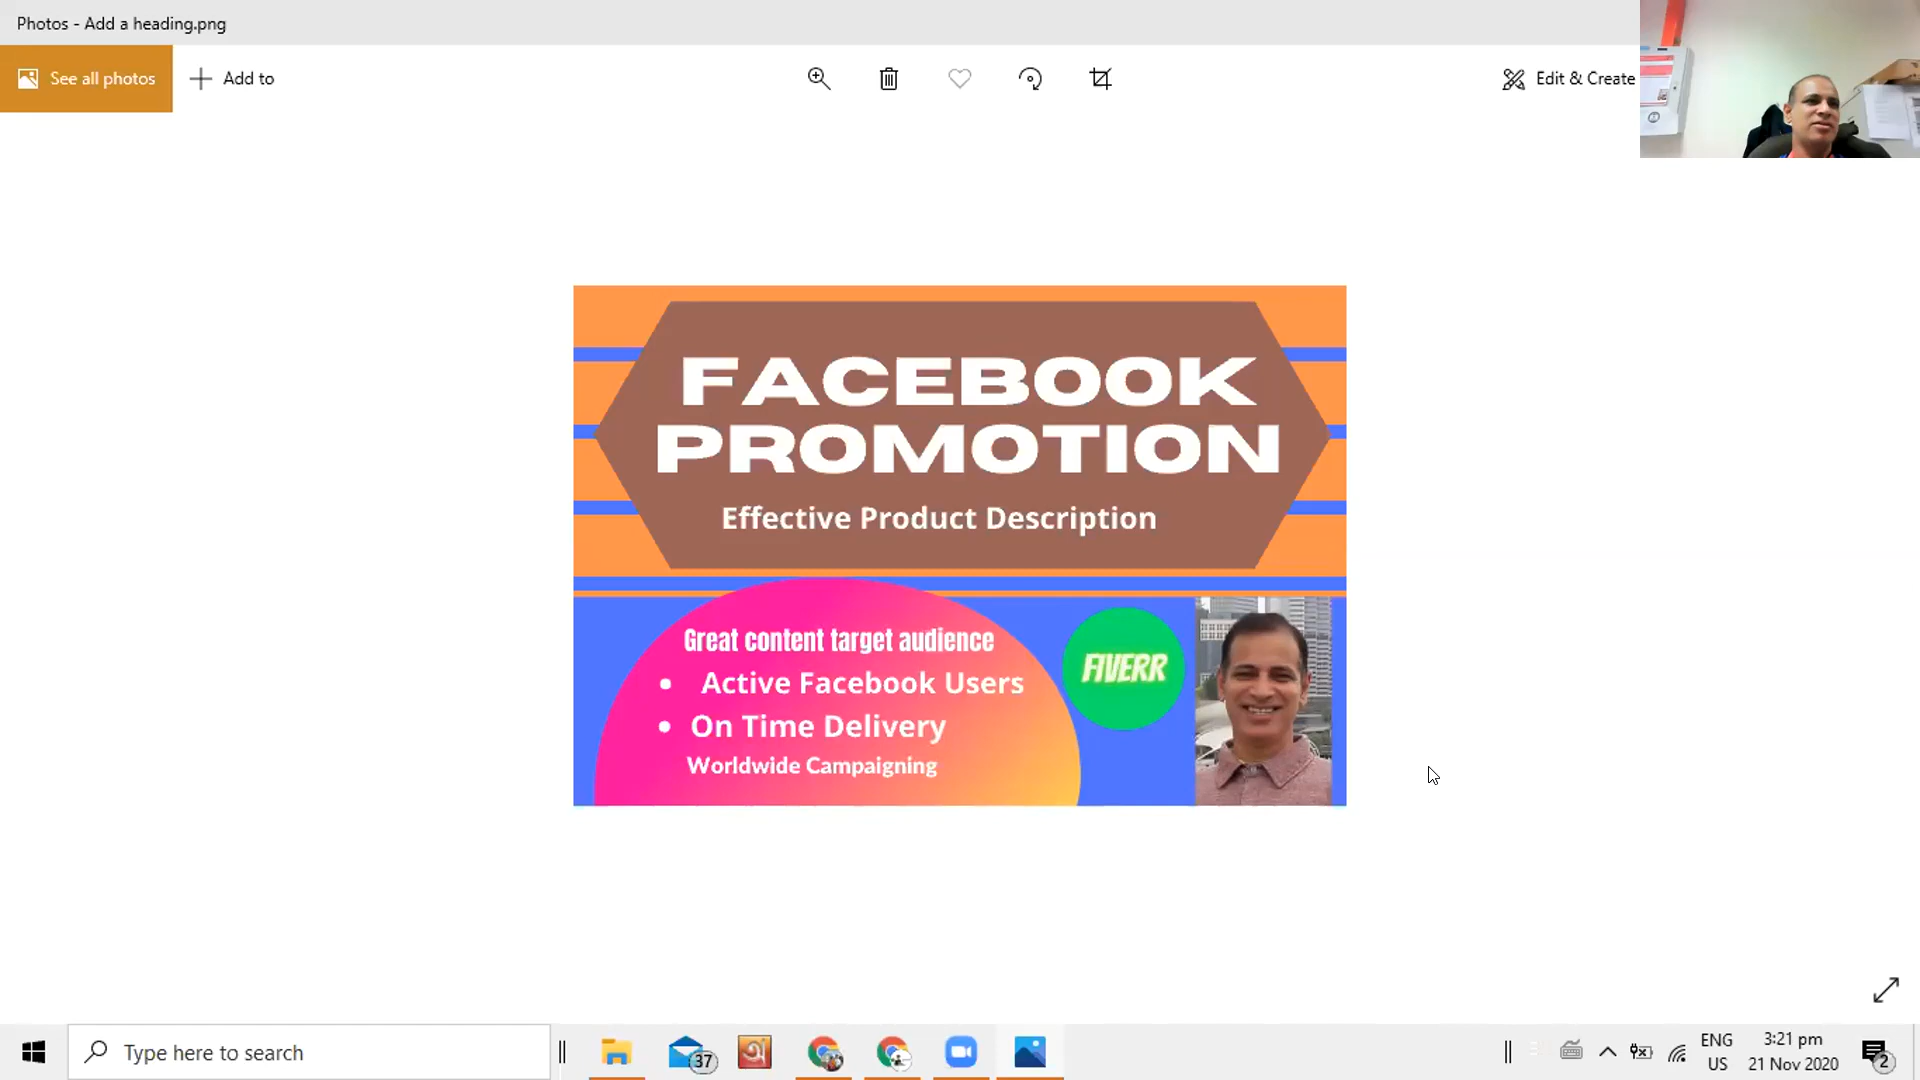 Photos - Add a heading.png
See all photos
Add to
Edit & Create
FACEBOOK
PROMOTION
Effective Product Description
Great content target audience
• Active Facebook Users
• On Time Delivery
Worldwide Campaigning
FIVERR
Type here to search
37
অ
ENG
US
3:21 pm
21 Nov 2020
2